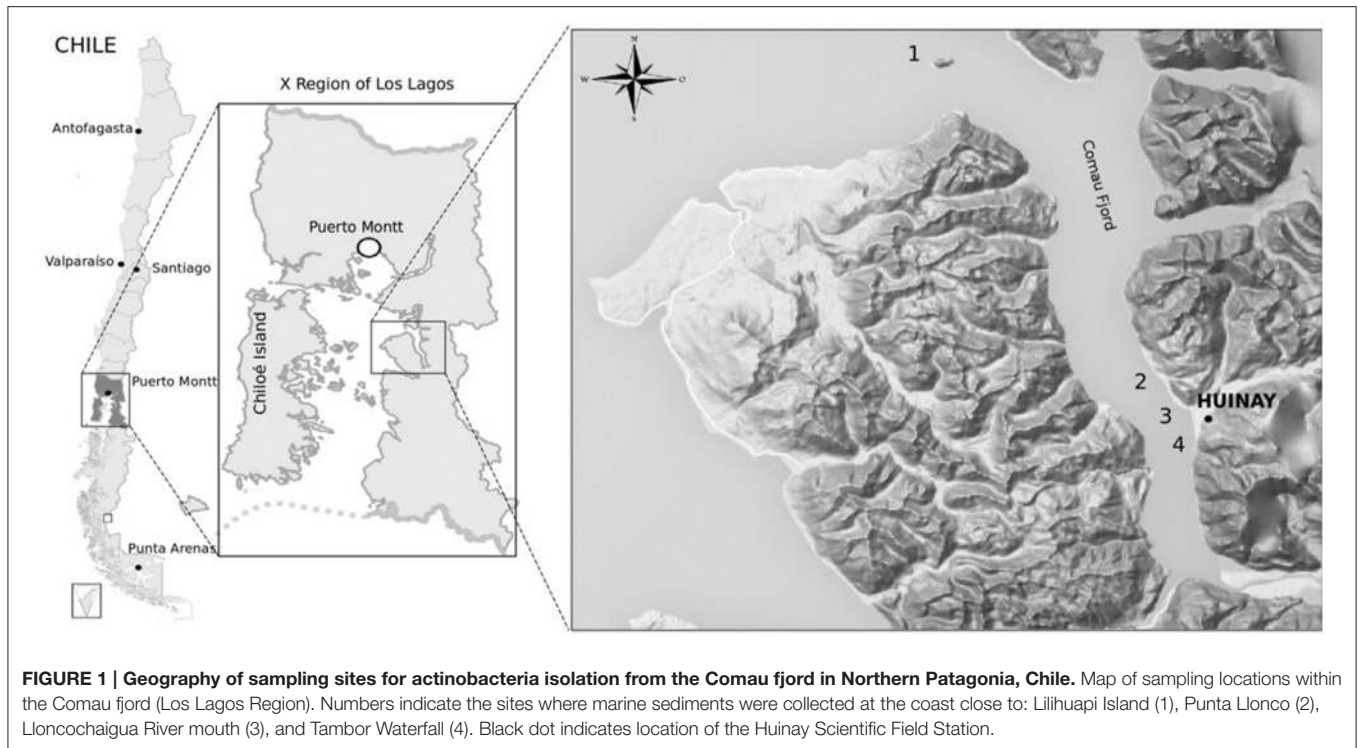 CHILE
Antofagasta
Valparaíso
Santiago
Puerto Montt
Punta Arenas
X Region of Los Lagos
Puerto Montt
Chiloé Island
N
W
O
S
1
Comau Fjord
2
HUINAY
3
4
FIGURE 1 | Geography of sampling sites for actinobacteria isolation from the Comau fjord in Northern Patagonia, Chile. Map of sampling locations within
the Comau fjord (Los Lagos Region). Numbers indicate the sites where marine sediments were collected at the coast close to: Lilihuapi Island (1), Punta Llonco (2),
Lloncochaigua River mouth (3), and Tambor Waterfall (4). Black dot indicates location of the Huinay Scientific Field Station.